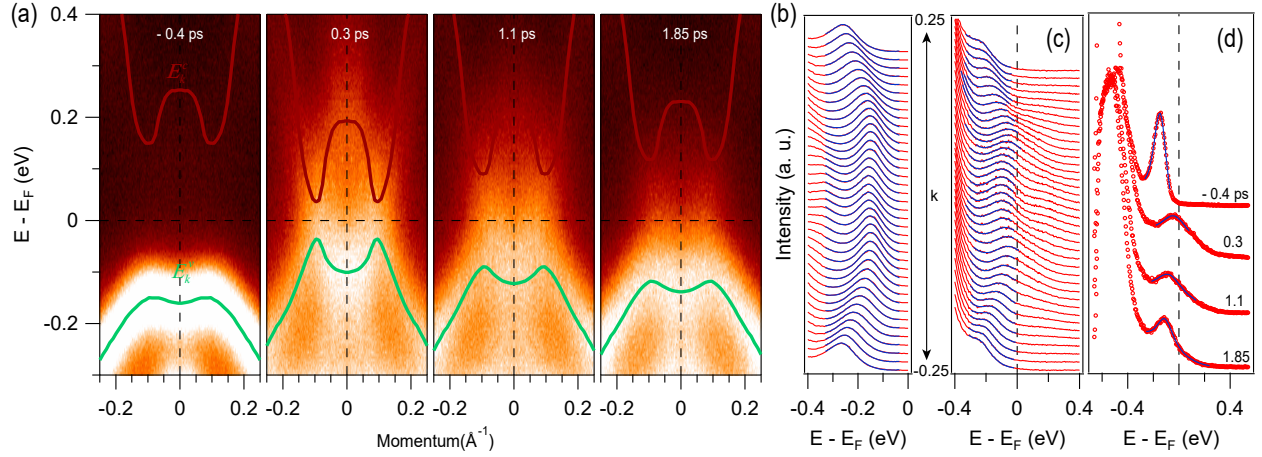 (a)
- 0.4 ps
0.3 ps
1.1 ps
1.85 ps
0.4
0.2
0
-0.2
E - E_F (eV)
-0.2 0 0.2
-0.2 0 0.2
-0.2 0 0.2
-0.2 0 0.2
Momentum(Å⁻¹)
(b)
Intensity (a. u.)
0.25
k
-0.25
-0.4 -0.2 0
E - E_F (eV)
(c)
-0.4 0 0.4
E - E_F (eV)
(d)
- 0.4 ps
0.3
1.1
1.85
-0.4 0.4
E - E_F (eV)